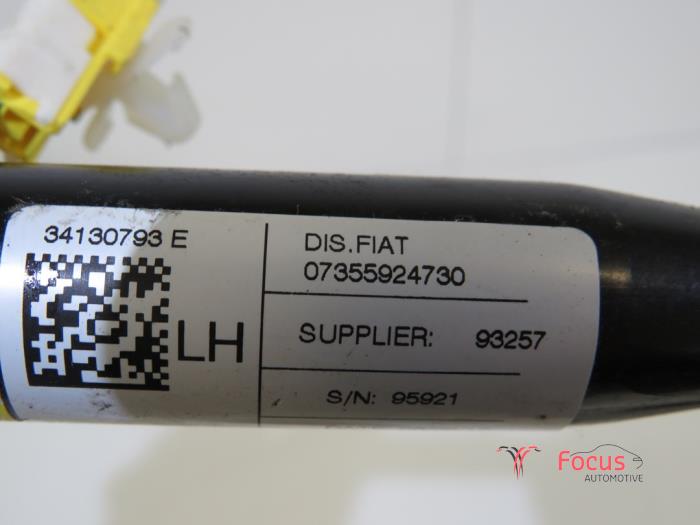 34130793 E
LH
DIS.FIAT
07355924730
SUPPLIER: 93257
S/N: 95921
Focus
AUTOMOTIVE